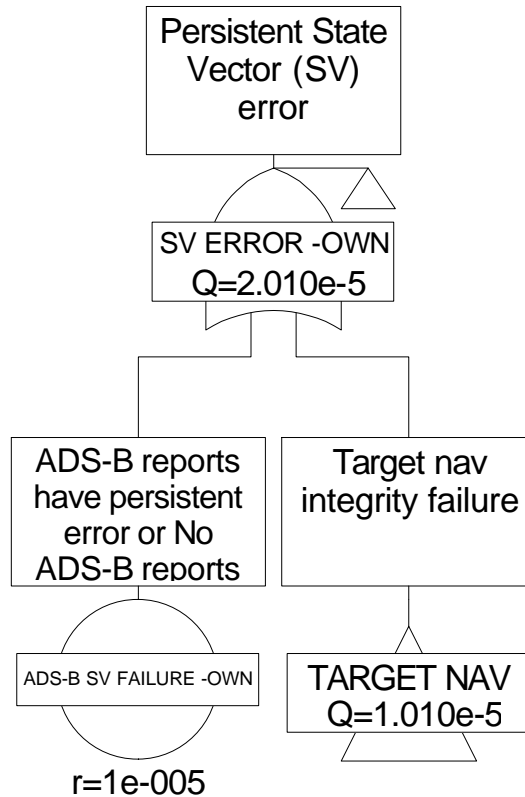 Persistent State
Vector (SV)
error
SV ERROR -OWN
Q=2.010e-5
ADS-B reports
have persistent
error or No
ADS-B reports
Target nav
integrity failure
ADS-B SV FAILURE -OWN
r=1e-005
TARGET NAV
Q=1.010e-5